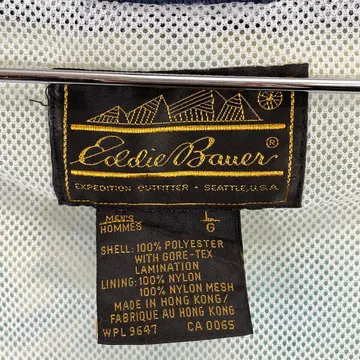 Eddie Bauer®
EXPEDITION OUTFITTER · SEATTLE, U.S.A.
MEN'S L
HOMMES G
SHELL: 100% POLYESTER
WITH GORE-TEX
LAMINATION
LINING: 100% NYLON
100% NYLON MESH
MADE IN HONG KONG/
FABRIQUE AU HONG KONG
WPL 9647 CA 0065